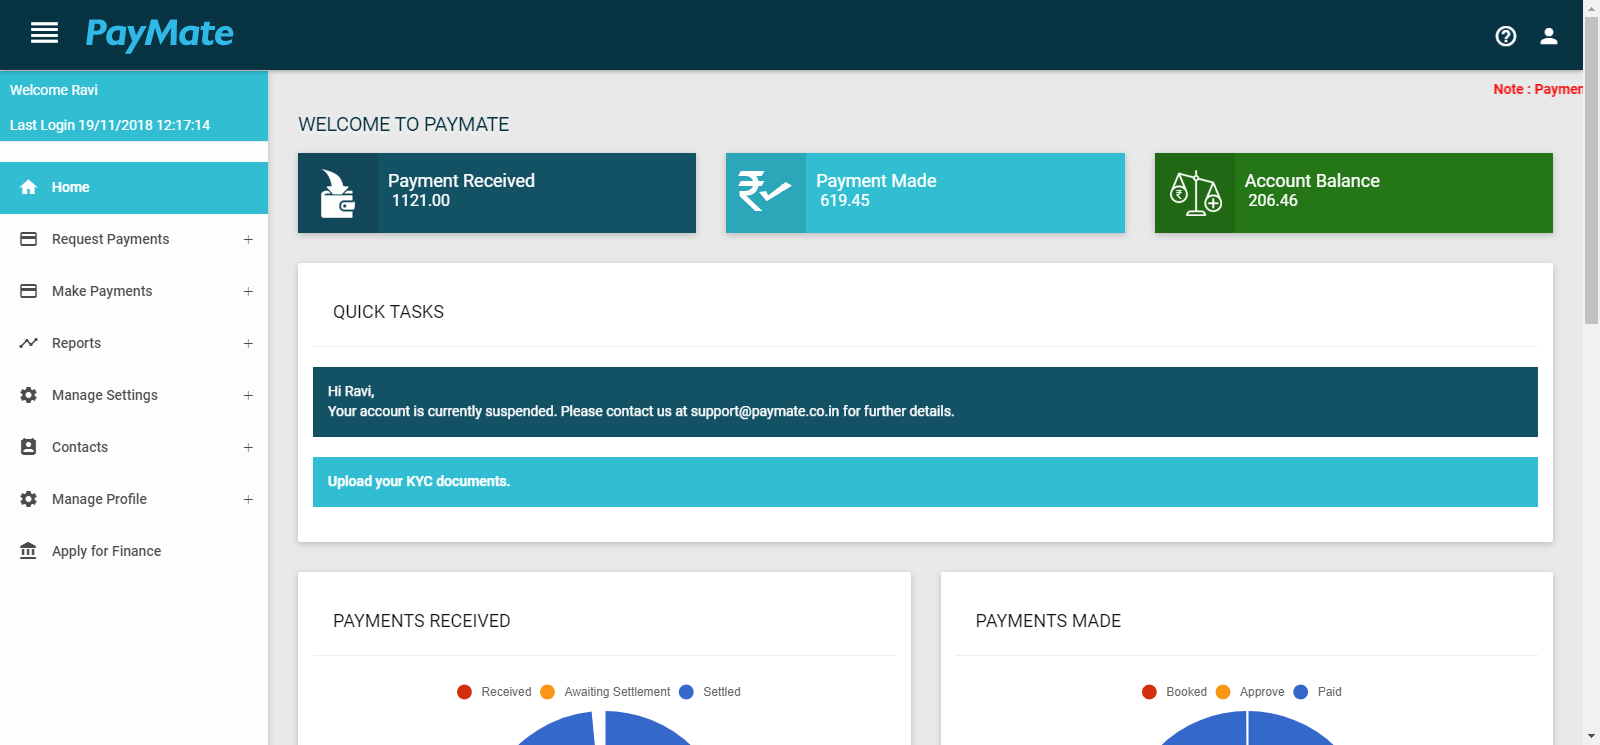 PayMate
Welcome Ravi
Last Login 19/11/2018 12:17:14
Note : Paymen
WELCOME TO PAYMATE
Home
Request Payments
Make Payments
Reports
Manage Settings
Contacts
Manage Profile
Apply for Finance
Payment Received
1121.00
Payment Made
619.45
Account Balance
206.46
QUICK TASKS
Hi Ravi,
Your account is currently suspended. Please contact us at support@paymate.co.in for further details.
Upload your KYC documents.
PAYMENTS RECEIVED
Received Awaiting Settlement Settled
PAYMENTS MADE
Booked Approve Paid